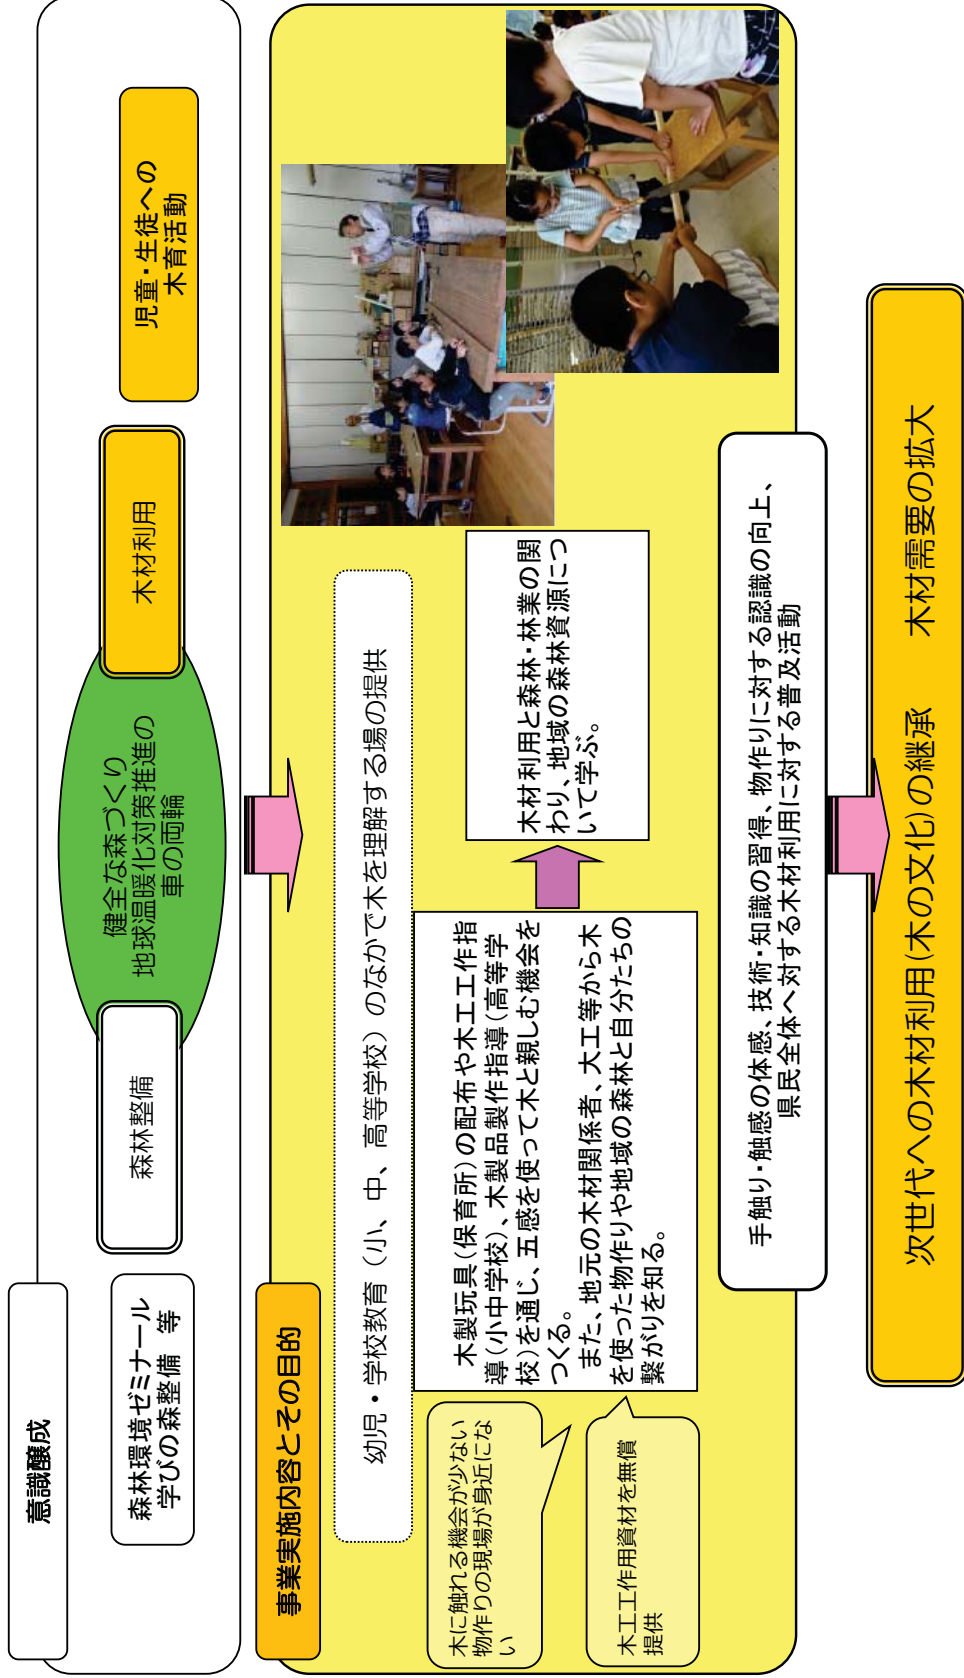 意識醸成
森林環境ゼミナール
学びの森整備　等
森林整備
健全な森づくり
地球温暖化対策推進の
車の両輪
木材利用
児童・生徒への
木育活動
事業実施内容とその目的
幼児・学校教育（小、中、高等学校）のなかで木を理解する場の提供
木に触れる機会が少ない
物作りの現場が身近にな
い
木工工作用資材を無償
提供
木製玩具（保育所）の配布や木工工作指
導（小中学校）、木製品製作指導（高等学
校）を通じ、五感を使って木と親しむ機会を
つくる。
また、地元の木材関係者、大工等から木
を使った物作りや地域の森林と自分たちの
繋がりを知る。
木材利用と森林・林業の関
わり、地域の森林資源につ
いて学ぶ。
手触り・触感の体感、技術・知識の習得、物作りに対する認識の向上、
県民全体へ対する木材利用に対する普及活動
次世代への木材利用（木の文化）の継承　　木材需要の拡大